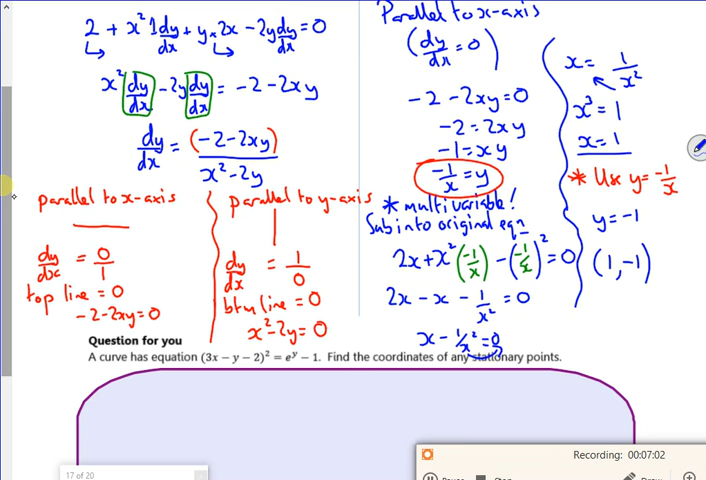 2 + x² 1dy/dx + y × 2x - 2y dy/dx = 0
x² dy/dx - 2y dy/dx = -2 - 2xy
dy/dx = (-2-2xy) / x² - 2y
parallel to x-axis
dy/dx = 0/1
top line = 0
-2-2xy=0
parallel to y-axis
dy/dx = 1/0
btm line = 0
x²-2y = 0
Parallel to x-axis
(dy/dx = 0)
-2 - 2xy = 0
-2 = 2xy
-1 = xy
-1/x = y
* multivariable!
Sub into original eqn
2x + x² (-1/x) - (-1/x)² = 0
2x - x - 1/x² = 0
x - 1/x² = 0
x = 1/x²
x³ = 1
x = 1
* Use y = -1/x
y = -1
(1, -1)
Question for you
A curve has equation (3x − y − 2)² = eʸ − 1. Find the coordinates of any stationary points.
17 of 20
Recording: 00:07:02